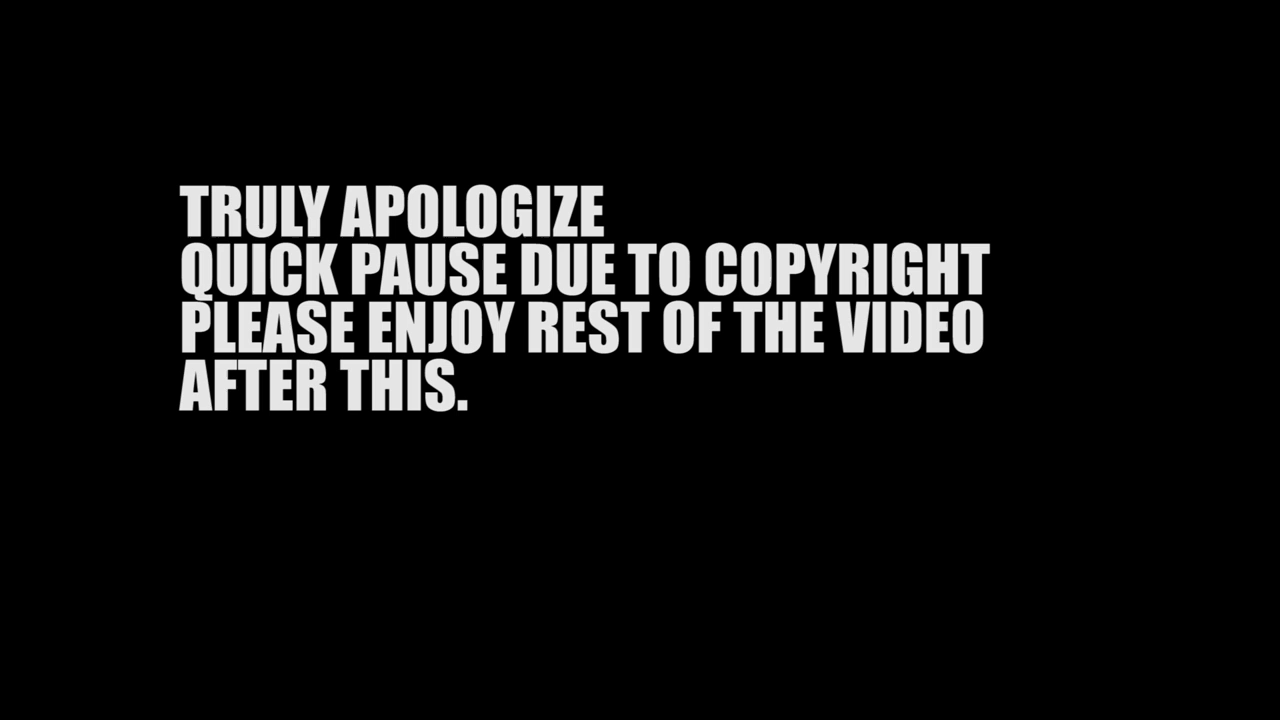 TRULY APOLOGIZE
QUICK PAUSE DUE TO COPYRIGHT
PLEASE ENJOY REST OF THE VIDEO
AFTER THIS.